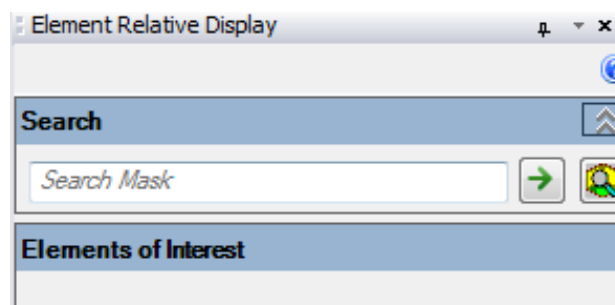 Element Relative Display
Search
Search Mask
Elements of Interest